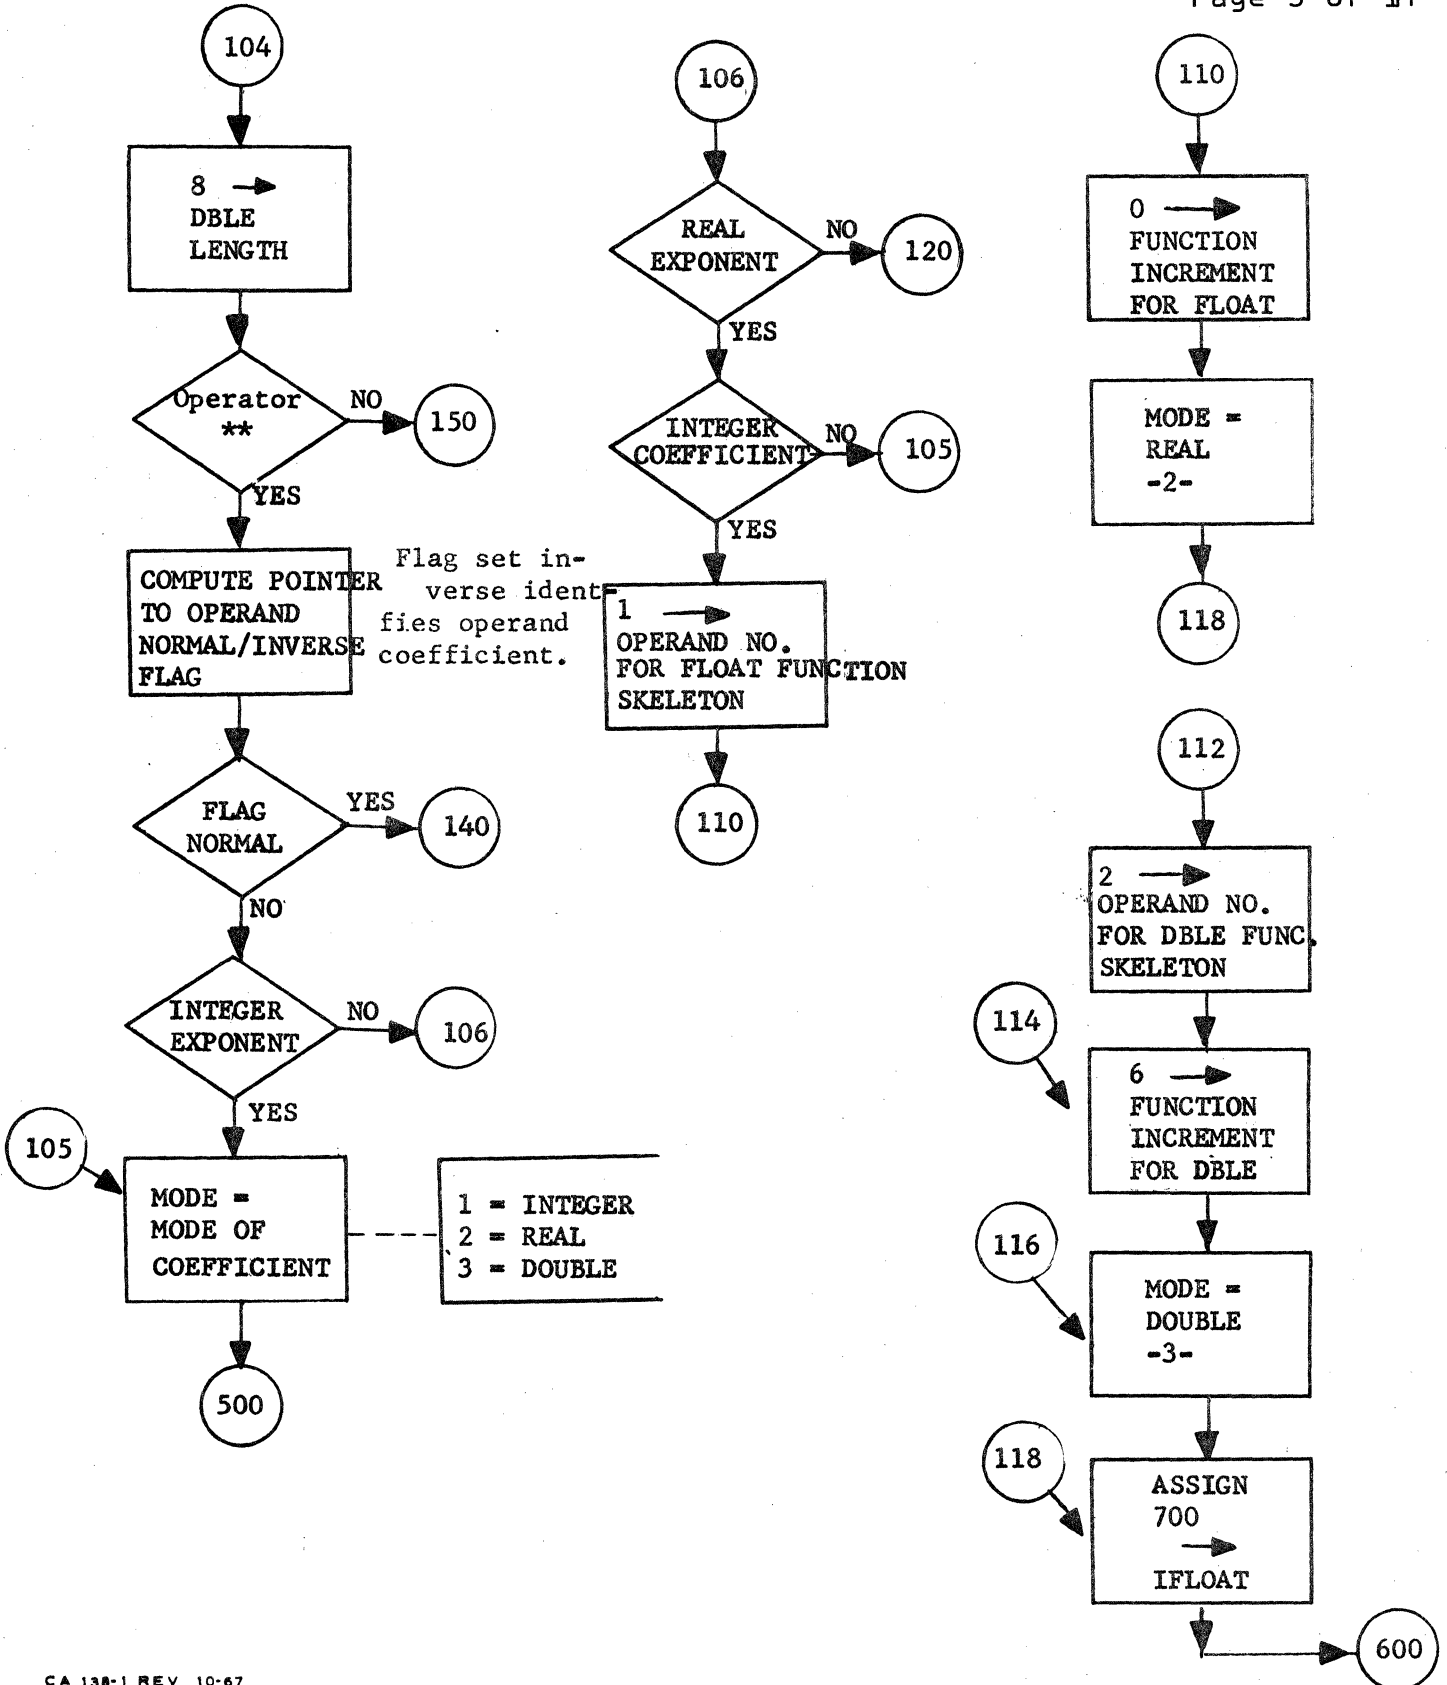 104
8
DBLE
LENGTH
Operator
**
NO
150
YES
COMPUTE POINTER
TO OPERAND
NORMAL/INVERSE
FLAG
Flag set in-
verse identi-
fies operand
coefficient.
FLAG
NORMAL
YES
140
NO
INTEGER
EXPONENT
NO
106
YES
105
MODE =
MODE OF
COEFFICIENT
1 = INTEGER
2 = REAL
3 = DOUBLE
500
106
REAL
EXPONENT
NO
120
YES
INTEGER
COEFFICIENT
NO
105
YES
1
OPERAND NO.
FOR FLOAT FUNCTION
SKELETON
110
110
0
FUNCTION
INCREMENT
FOR FLOAT
MODE =
REAL
-2-
118
112
2
OPERAND NO.
FOR DBLE FUNC.
SKELETON
114
6
FUNCTION
INCREMENT
FOR DBLE
116
MODE =
DOUBLE
-3-
118
ASSIGN
700
IFLOAT
600
CA 138-1 REV 10-67